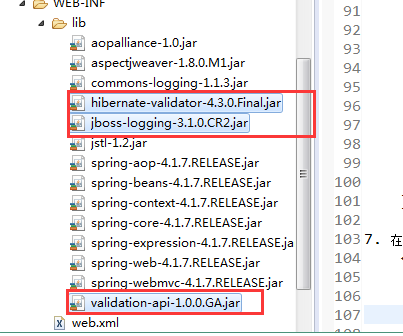 WEB-INF
lib
aopalliance-1.0.jar
aspectjweaver-1.8.0.M1.jar
commons-logging-1.1.3.jar
hibernate-validator-4.3.0.Final.jar
jboss-logging-3.1.0.CR2.jar
jstl-1.2.jar
spring-aop-4.1.7.RELEASE.jar
spring-beans-4.1.7.RELEASE.jar
spring-context-4.1.7.RELEASE.jar
spring-core-4.1.7.RELEASE.jar
spring-expression-4.1.7.RELEASE.ja
spring-web-4.1.7.RELEASE.jar
spring-webmvc-4.1.7.RELEASE.jar
validation-api-1.0.0.GA.jar
web.xml
91
92
93
94
95
96
97
98
99
100
101
102
103 7. 在
104
105
106
107